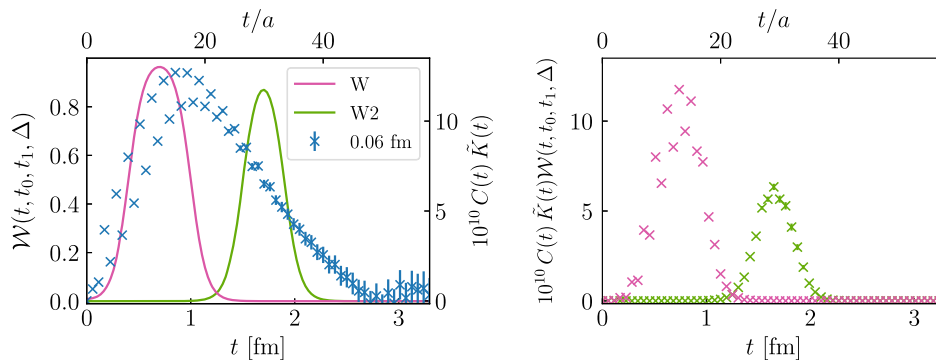 t/a
0 20 40
𝒲(t, t₀, t₁, Δ)
0.8
0.6
0.4
0.2
0.0
W
W2
0.06 fm
10
5
0
10¹⁰ C(t) K̃(t)
0 1 2 3
t [fm]
t/a
0 20 40
10¹⁰ C(t) K̃(t)𝒲(t, t₀, t₁, Δ)
10
5
0
0 1 2 3
t [fm]